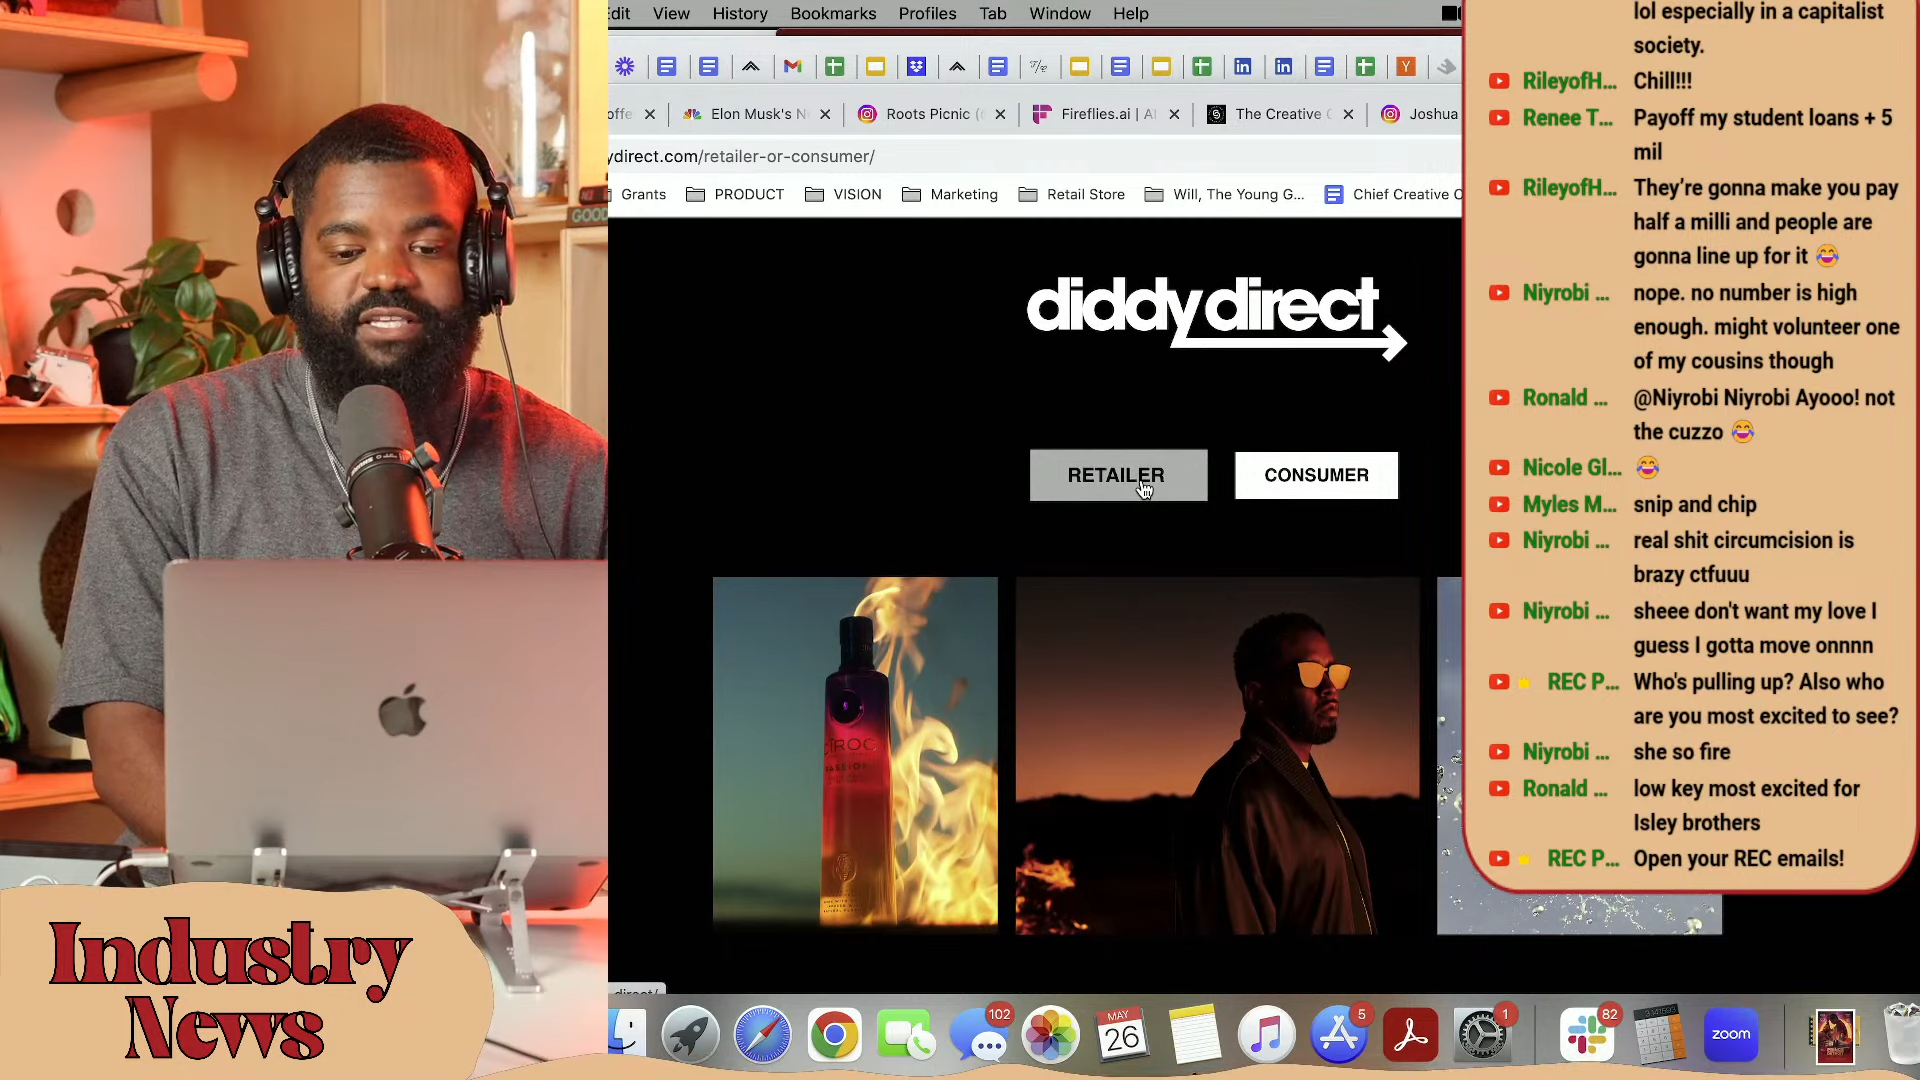 Edit View History Bookmarks Profiles Tab Window Help
Elon Musk's N
Roots Picnic (
Fireflies.ai | A
The Creative
Joshua
ydirect.com/retailer-or-consumer/
Grants PRODUCT VISION Marketing Retail Store Will, The Young G... Chief Creative
diddydirect
RETAILER CONSUMER
CÎROC
PASSION
GOOD
lol especially in a capitalist
society.
RileyofH... Chill!!!
Renee T... Payoff my student loans + 5
mil
RileyofH... They're gonna make you pay
half a milli and people are
gonna line up for it 😂
Niyrobi ... nope. no number is high
enough. might volunteer one
of my cousins though
Ronald ... @Niyrobi Niyrobi Ayooo! not
the cuzzo 😂
Nicole Gl... 😂
Myles M... snip and chip
Niyrobi ... real shit circumcision is
brazy ctfuuu
Niyrobi ... sheee don't want my love I
guess I gotta move onnnn
REC P... Who's pulling up? Also who
are you most excited to see?
Niyrobi ... she so fire
Ronald ... low key most excited for
Isley brothers
REC P... Open your REC emails!
Industry
News
102
MAY
26
5
1
82
zoom